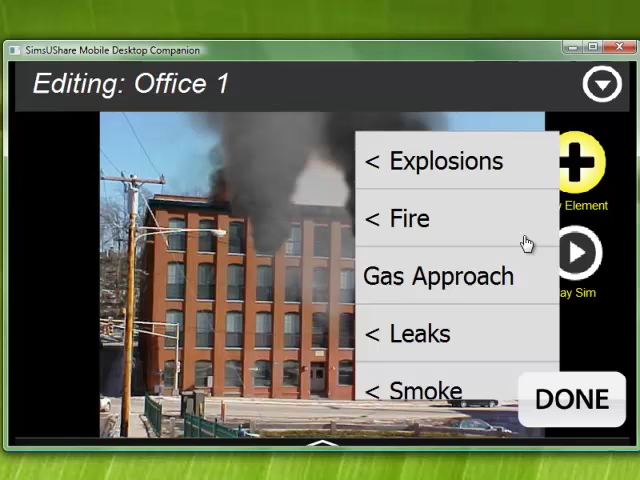 SimsUShare Mobile Desktop Companion
Editing: Office 1
< Explosions
< Fire
Gas Approach
< Leaks
< Smoke
Element
ay Sim
DONE